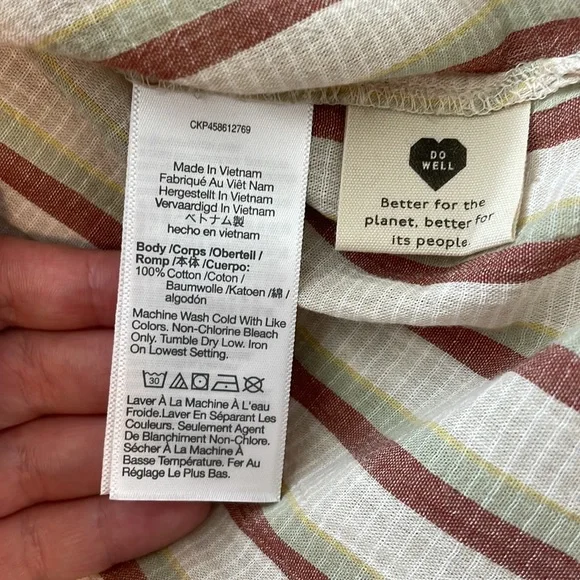 CKP458612769
Made In Vietnam
Fabriqué Au Viêt Nam
Hergestellt In Vietnam
Vervaardigd In Vietnam
ベトナム製
hecho en vietnam
Body /Corps /Obertell /
Romp /本体 /Cuerpo:
100% Cotton /Coton /
Baumwolle /Katoen /綿 /
algodón
Machine Wash Cold With Like
Colors. Non-Chlorine Bleach
Only. Tumble Dry Low. Iron
On Lowest Setting.
30
Laver À La Machine À L'eau
Froide.Laver En Séparant Les
Couleurs. Seulement Agent
De Blanchiment Non-Chlore.
Sécher À La Machine À
Basse Température. Fer Au
Réglage Le Plus Bas.
DO
WELL
Better for the
planet, better for
its people.